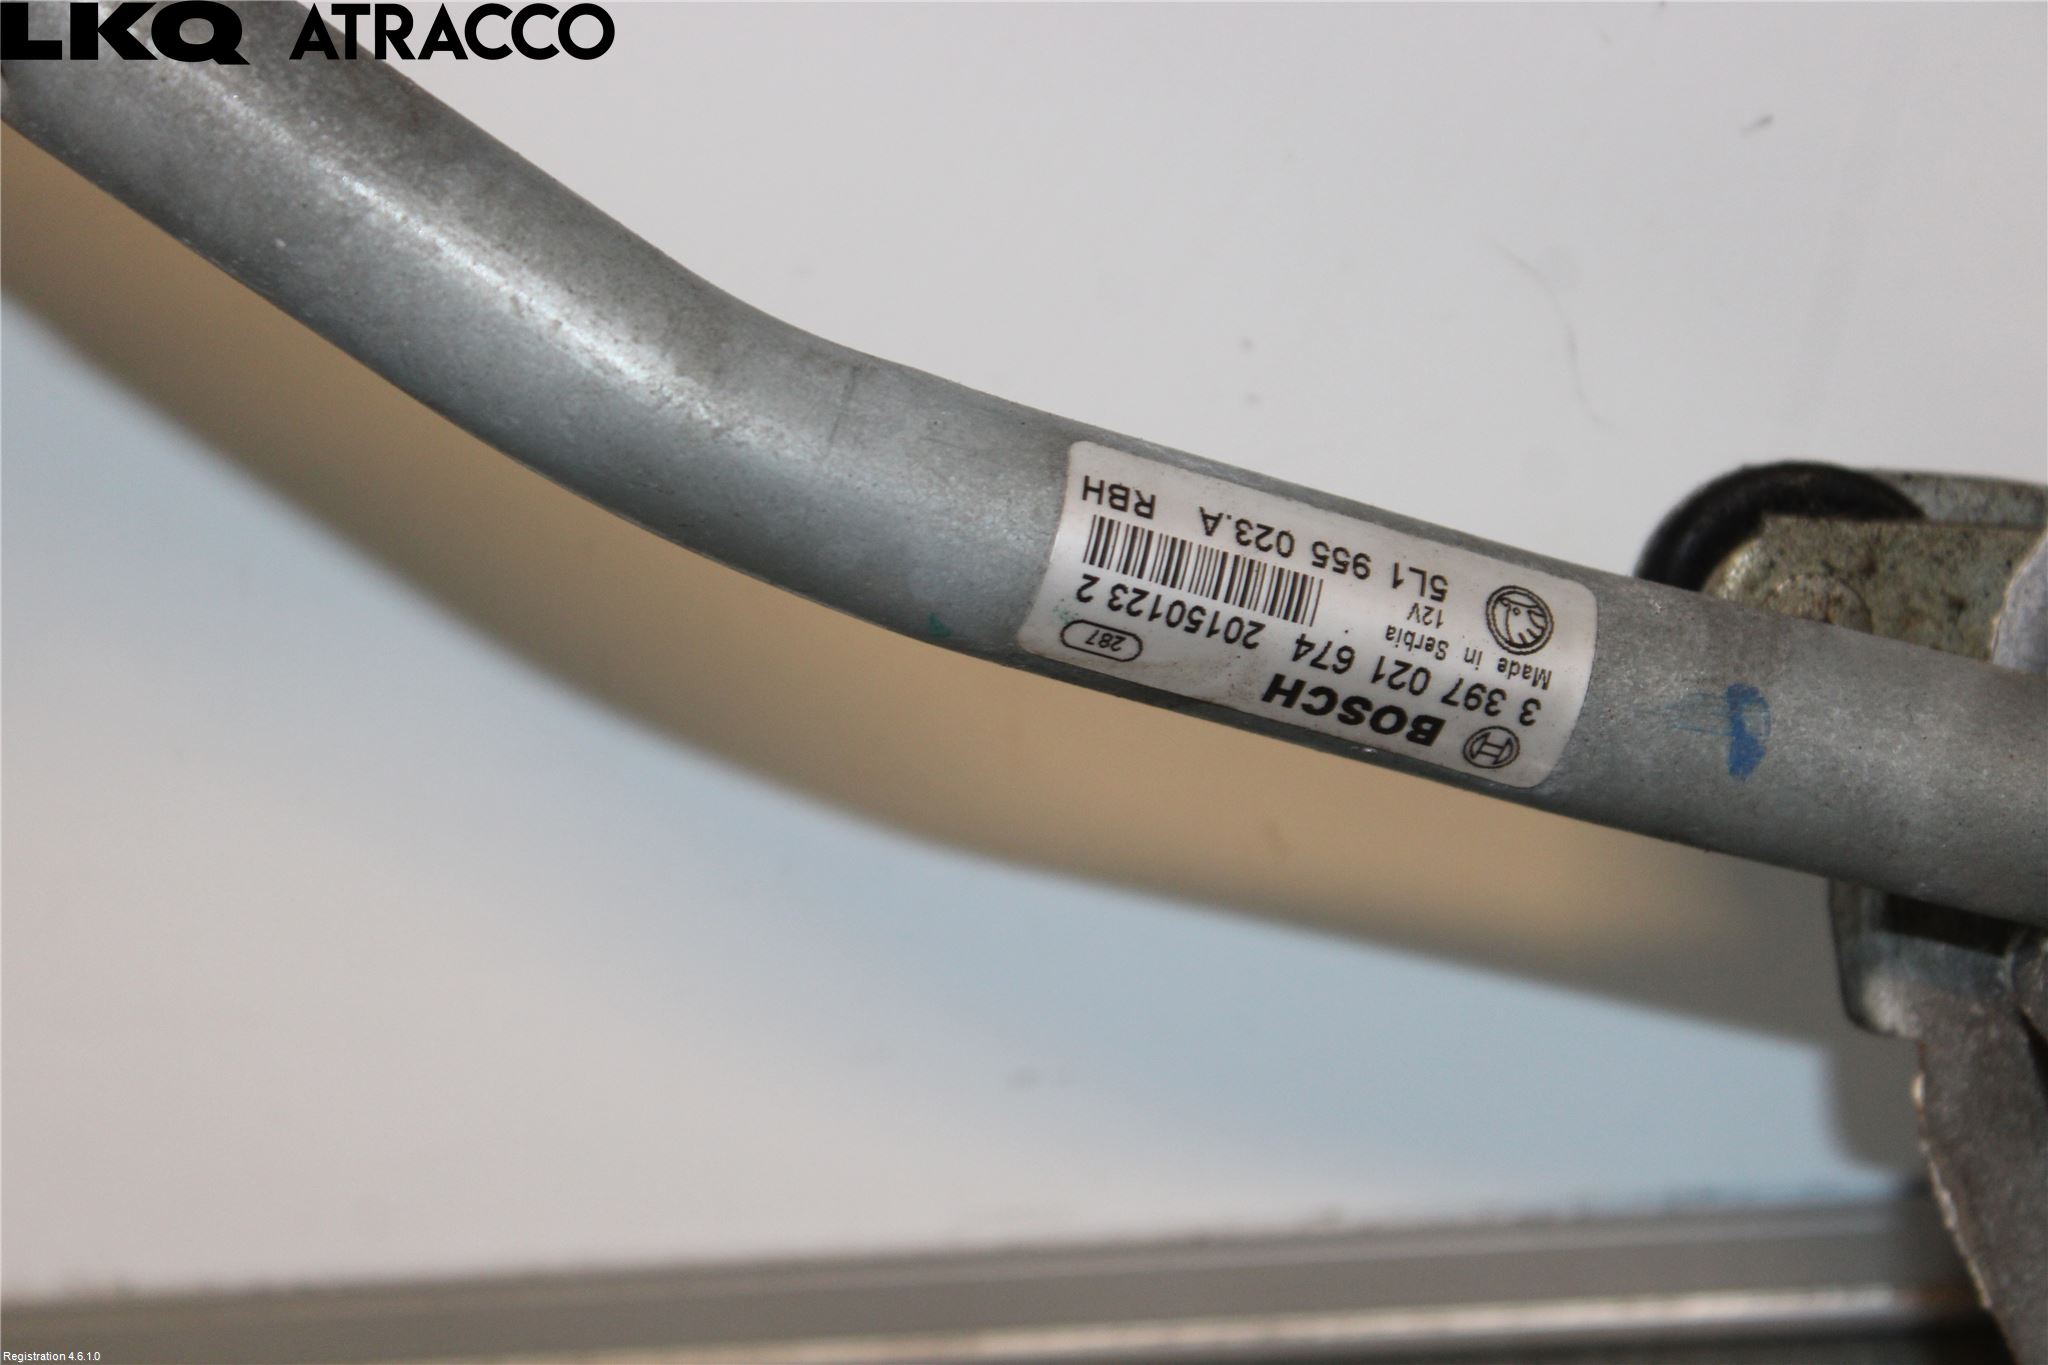 LKQ ATRACCO
BOSCH
287
3 397 021 674 20150123 2
Made in Serbia
12V
5L1 955 023.A RBH
Registration 4.6.1.0